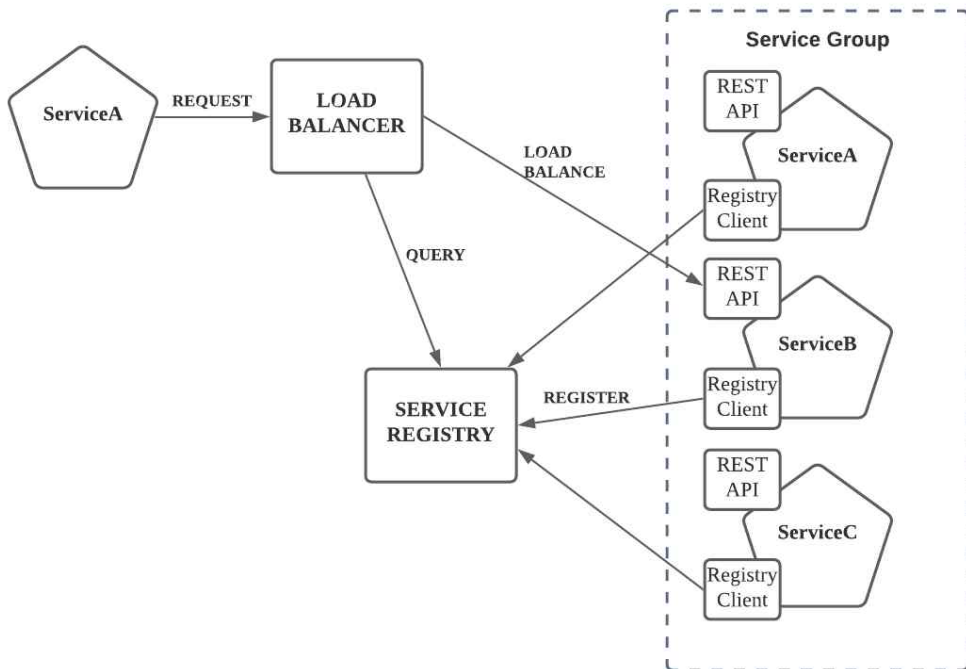 Service Group
ServiceA
REQUEST
LOAD
BALANCER
LOAD
BALANCE
QUERY
SERVICE
REGISTRY
REGISTER
REST
API
ServiceA
Registry
Client
REST
API
ServiceB
Registry
Client
REST
API
ServiceC
Registry
Client